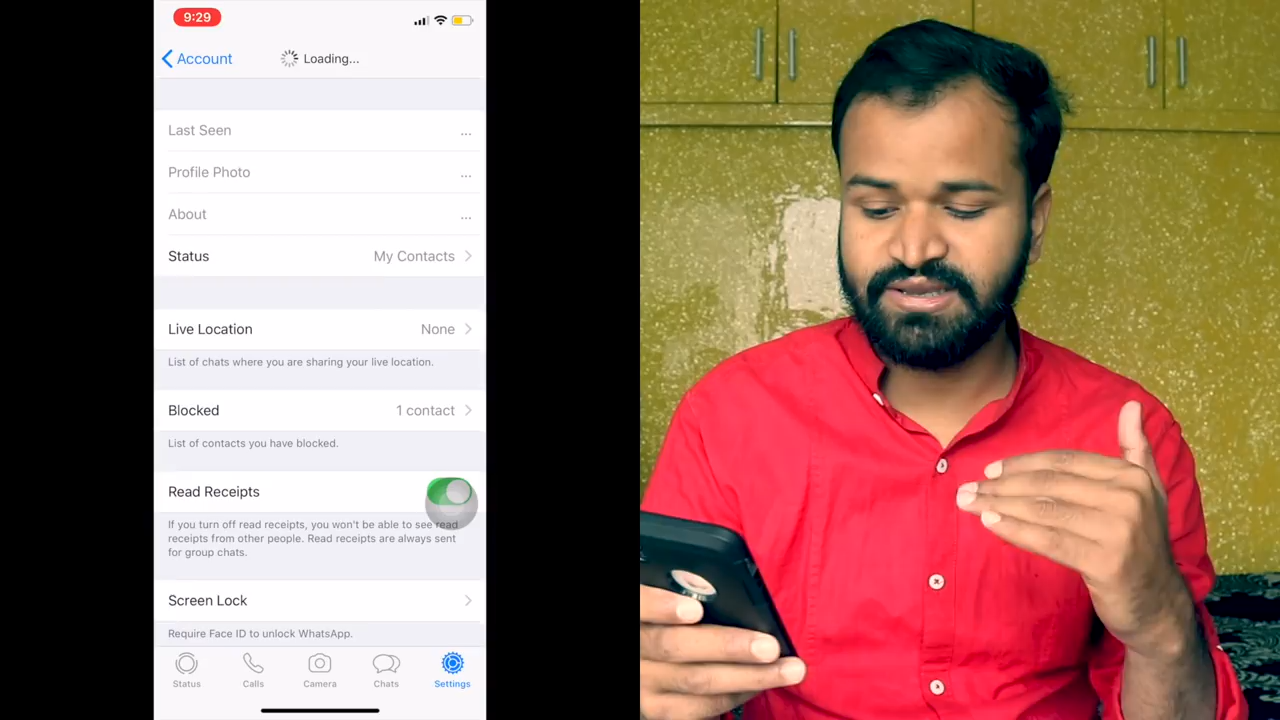 9:29
Account
Loading...
Last Seen ...
Profile Photo ...
About ...
Status My Contacts
Live Location None
List of chats where you are sharing your live location.
Blocked 1 contact
List of contacts you have blocked.
Read Receipts
If you turn off read receipts, you won't be able to see read
receipts from other people. Read receipts are always sent
for group chats.
Screen Lock
Require Face ID to unlock WhatsApp.
Status Calls Camera Chats Settings